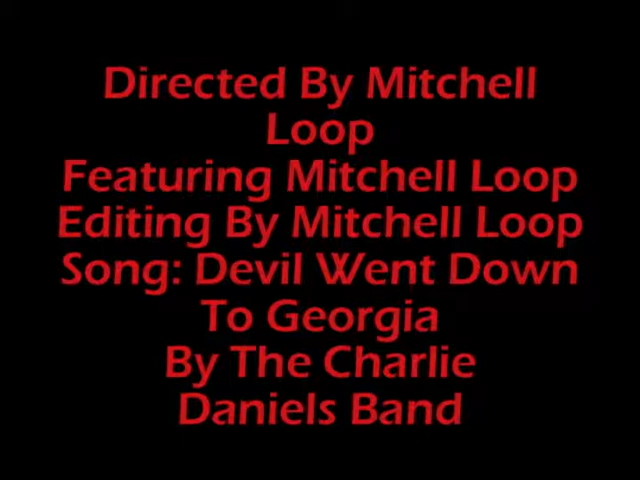 Directed By Mitchell
Loop
Featuring Mitchell Loop
Editing By Mitchell Loop
Song: Devil Went Down
To Georgia
By The Charlie
Daniels Band